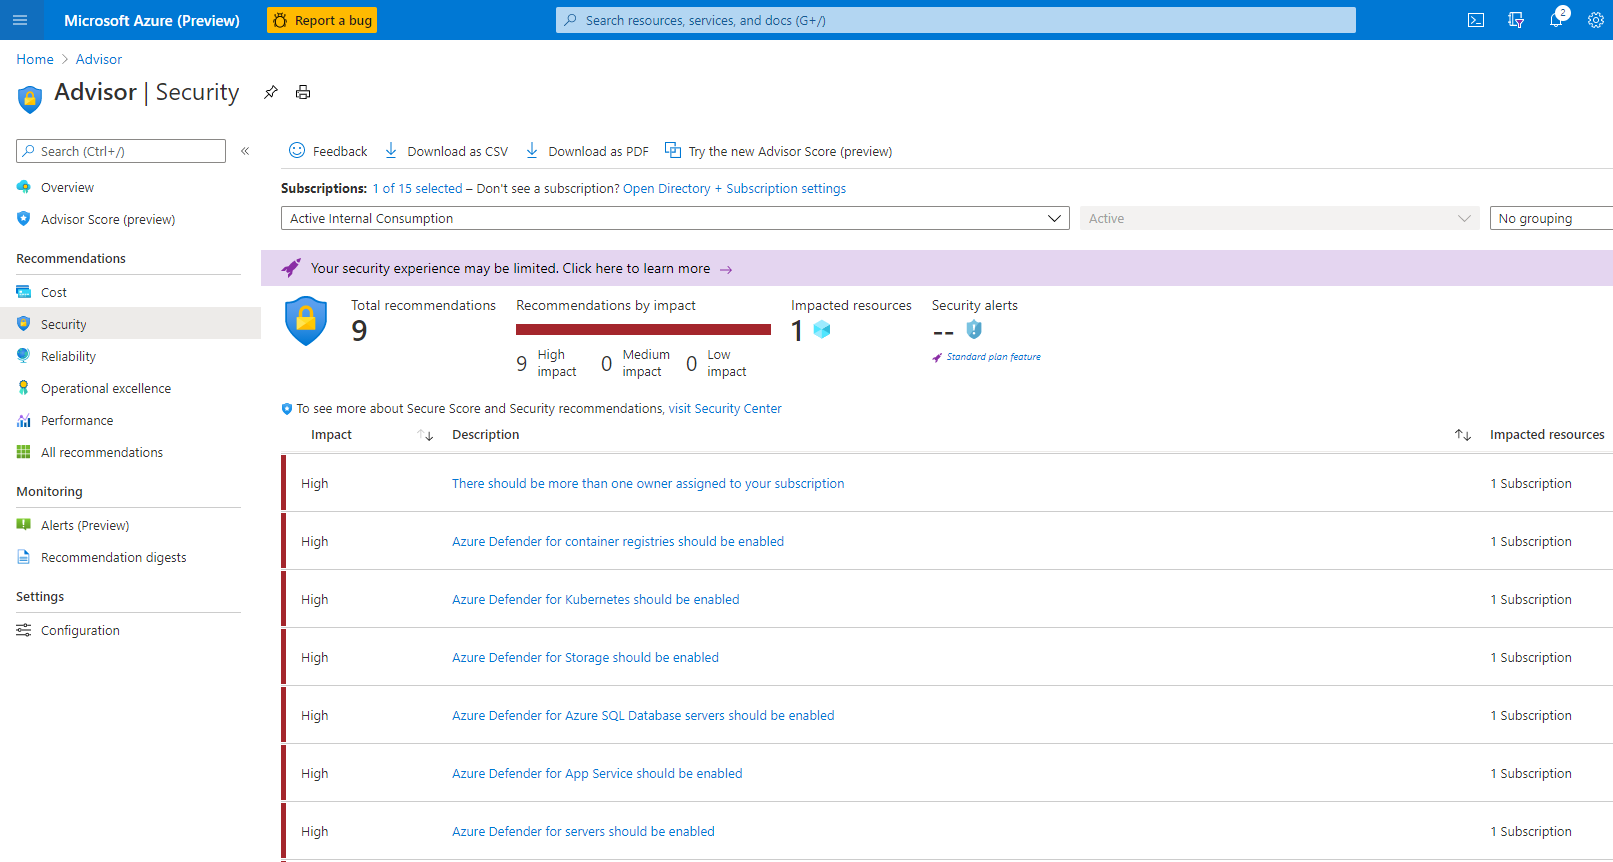 Microsoft Azure (Preview)
Report a bug
Search resources, services, and docs (G+/)
2
Home > Advisor
Advisor | Security
Search (Ctrl+/)
«
Overview
Advisor Score (preview)
Recommendations
Cost
Security
Reliability
Operational excellence
Performance
All recommendations
Monitoring
Alerts (Preview)
Recommendation digests
Settings
Configuration
Feedback
Download as CSV
Download as PDF
Try the new Advisor Score (preview)
Subscriptions: 1 of 15 selected – Don't see a subscription? Open Directory + Subscription settings
Active Internal Consumption
Active
No grouping
Your security experience may be limited. Click here to learn more →
Total recommendations
9
Recommendations by impact
9 High impact
0 Medium impact
0 Low impact
Impacted resources
1
Security alerts
--
Standard plan feature
To see more about Secure Score and Security recommendations, visit Security Center
Impact ↑↓ Description ↑↓ Impacted resources
High There should be more than one owner assigned to your subscription 1 Subscription
High Azure Defender for container registries should be enabled 1 Subscription
High Azure Defender for Kubernetes should be enabled 1 Subscription
High Azure Defender for Storage should be enabled 1 Subscription
High Azure Defender for Azure SQL Database servers should be enabled 1 Subscription
High Azure Defender for App Service should be enabled 1 Subscription
High Azure Defender for servers should be enabled 1 Subscription